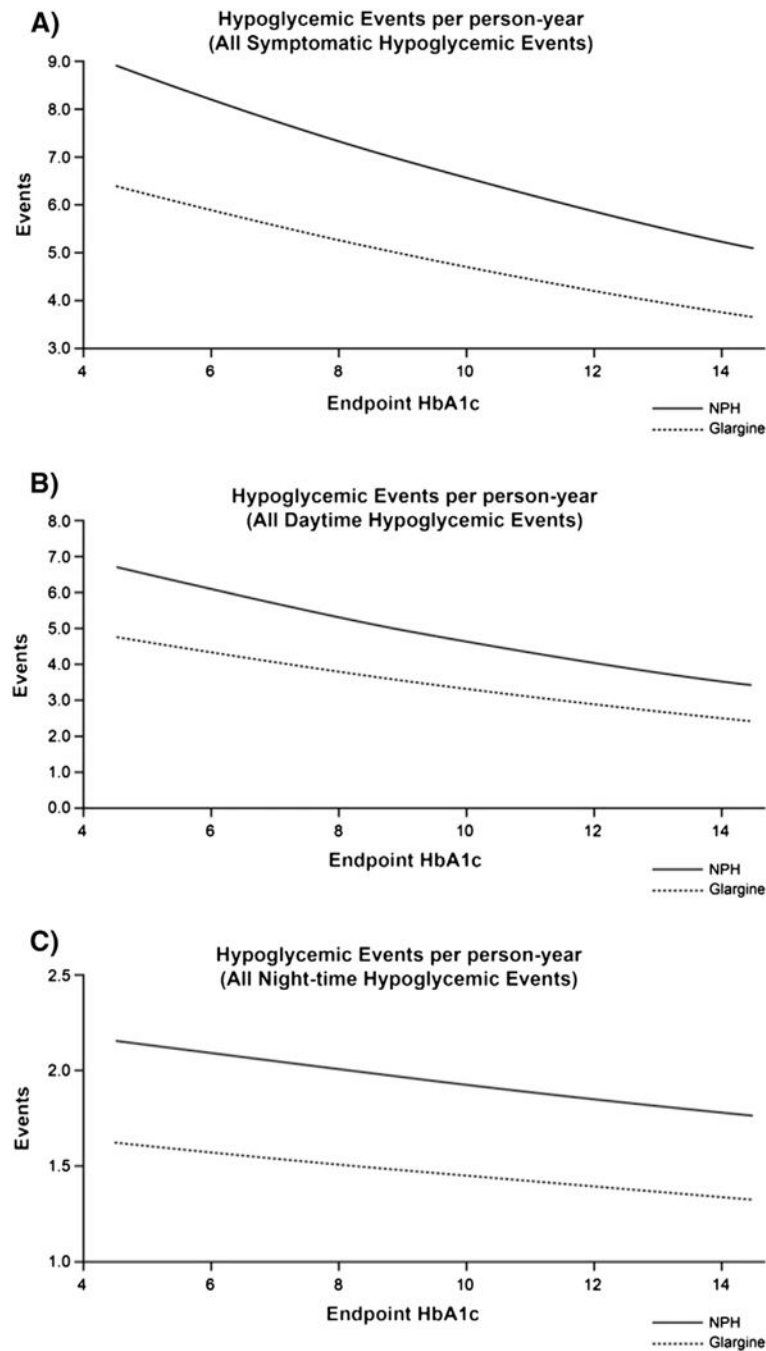 A)
Hypoglycemic Events per person-year
(All Symptomatic Hypoglycemic Events)
9.0
8.0
7.0
6.0
5.0
4.0
3.0
Events
4 6 8 10 12 14
Endpoint HbA1c
NPH
Glargine
B)
Hypoglycemic Events per person-year
(All Daytime Hypoglycemic Events)
8.0
7.0
6.0
5.0
4.0
3.0
2.0
1.0
0.0
Events
4 6 8 10 12 14
Endpoint HbA1c
NPH
Glargine
C)
Hypoglycemic Events per person-year
(All Night-time Hypoglycemic Events)
2.5
2.0
1.5
1.0
Events
4 6 8 10 12 14
Endpoint HbA1c
NPH
Glargine